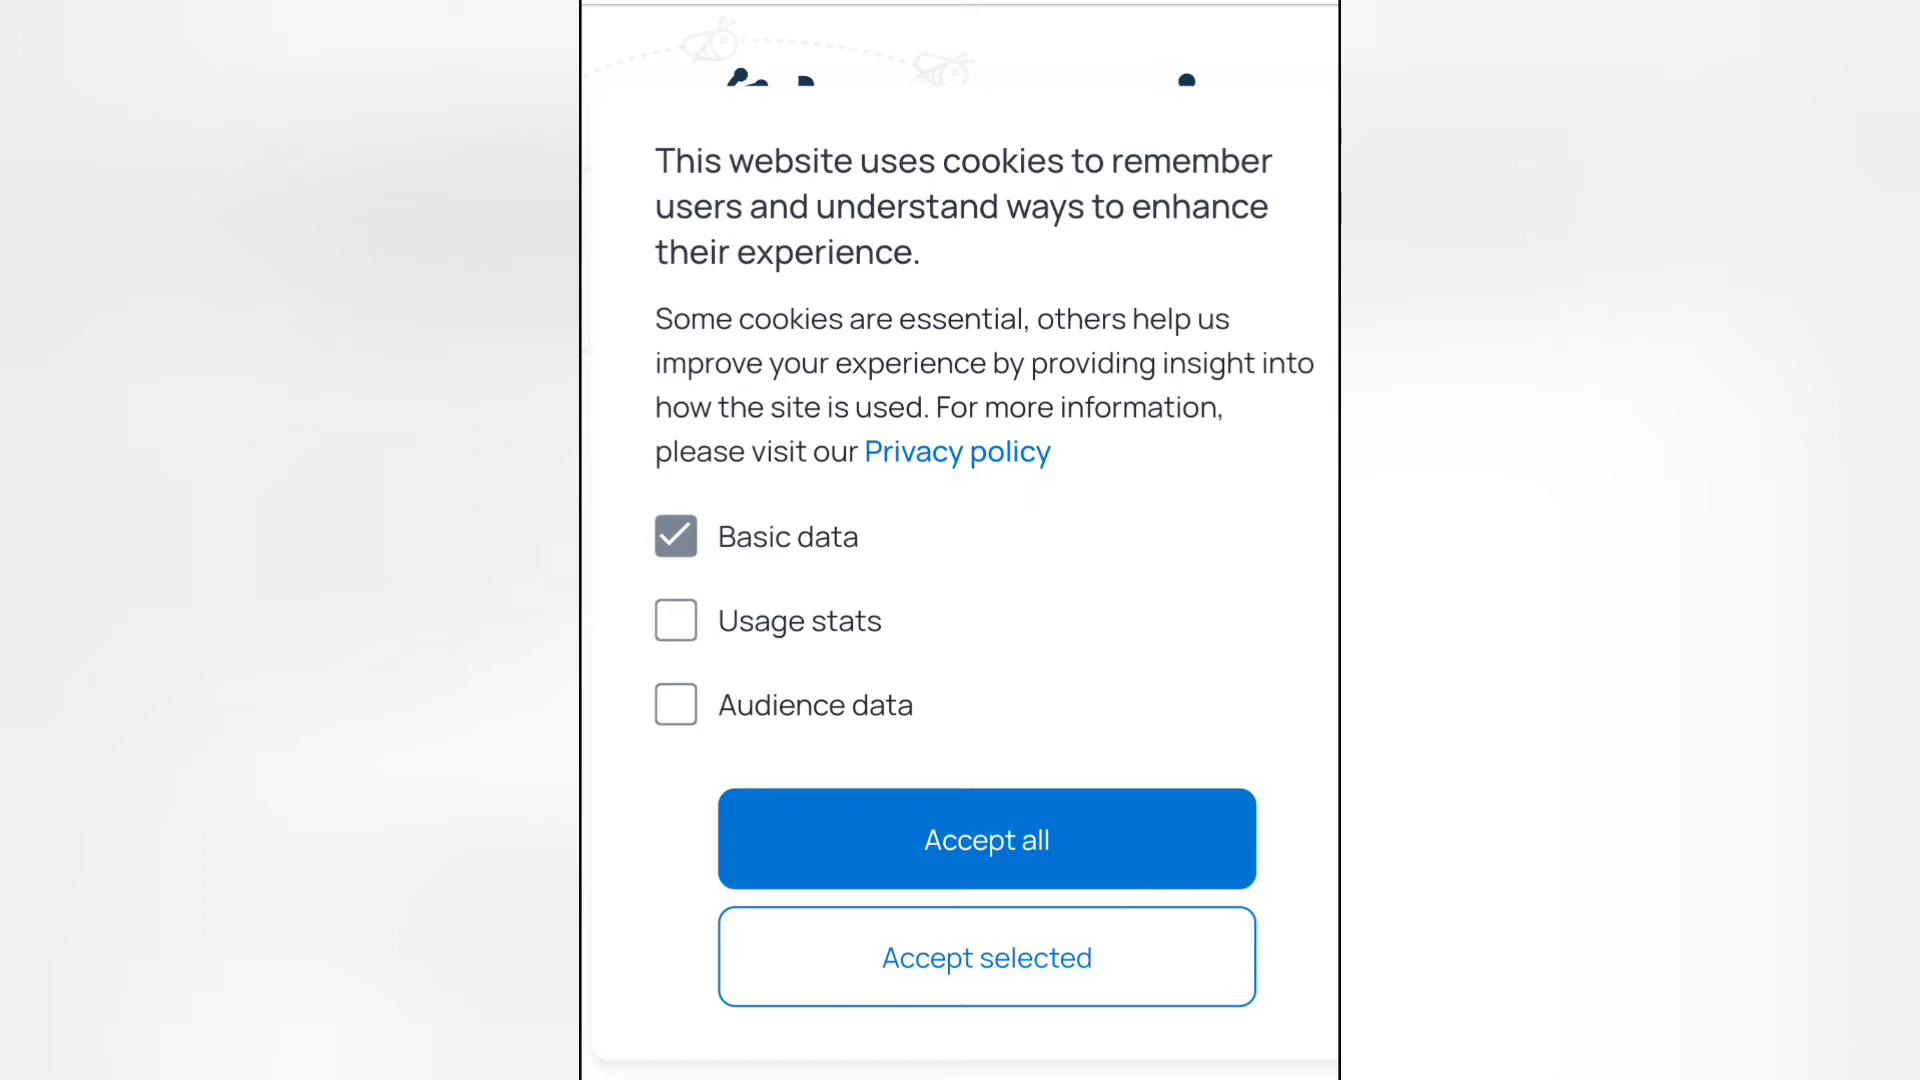 This website uses cookies to remember
users and understand ways to enhance
their experience.
Some cookies are essential, others help us
improve your experience by providing insight into
how the site is used. For more information,
please visit our Privacy policy
Basic data
Usage stats
Audience data
Accept all
Accept selected